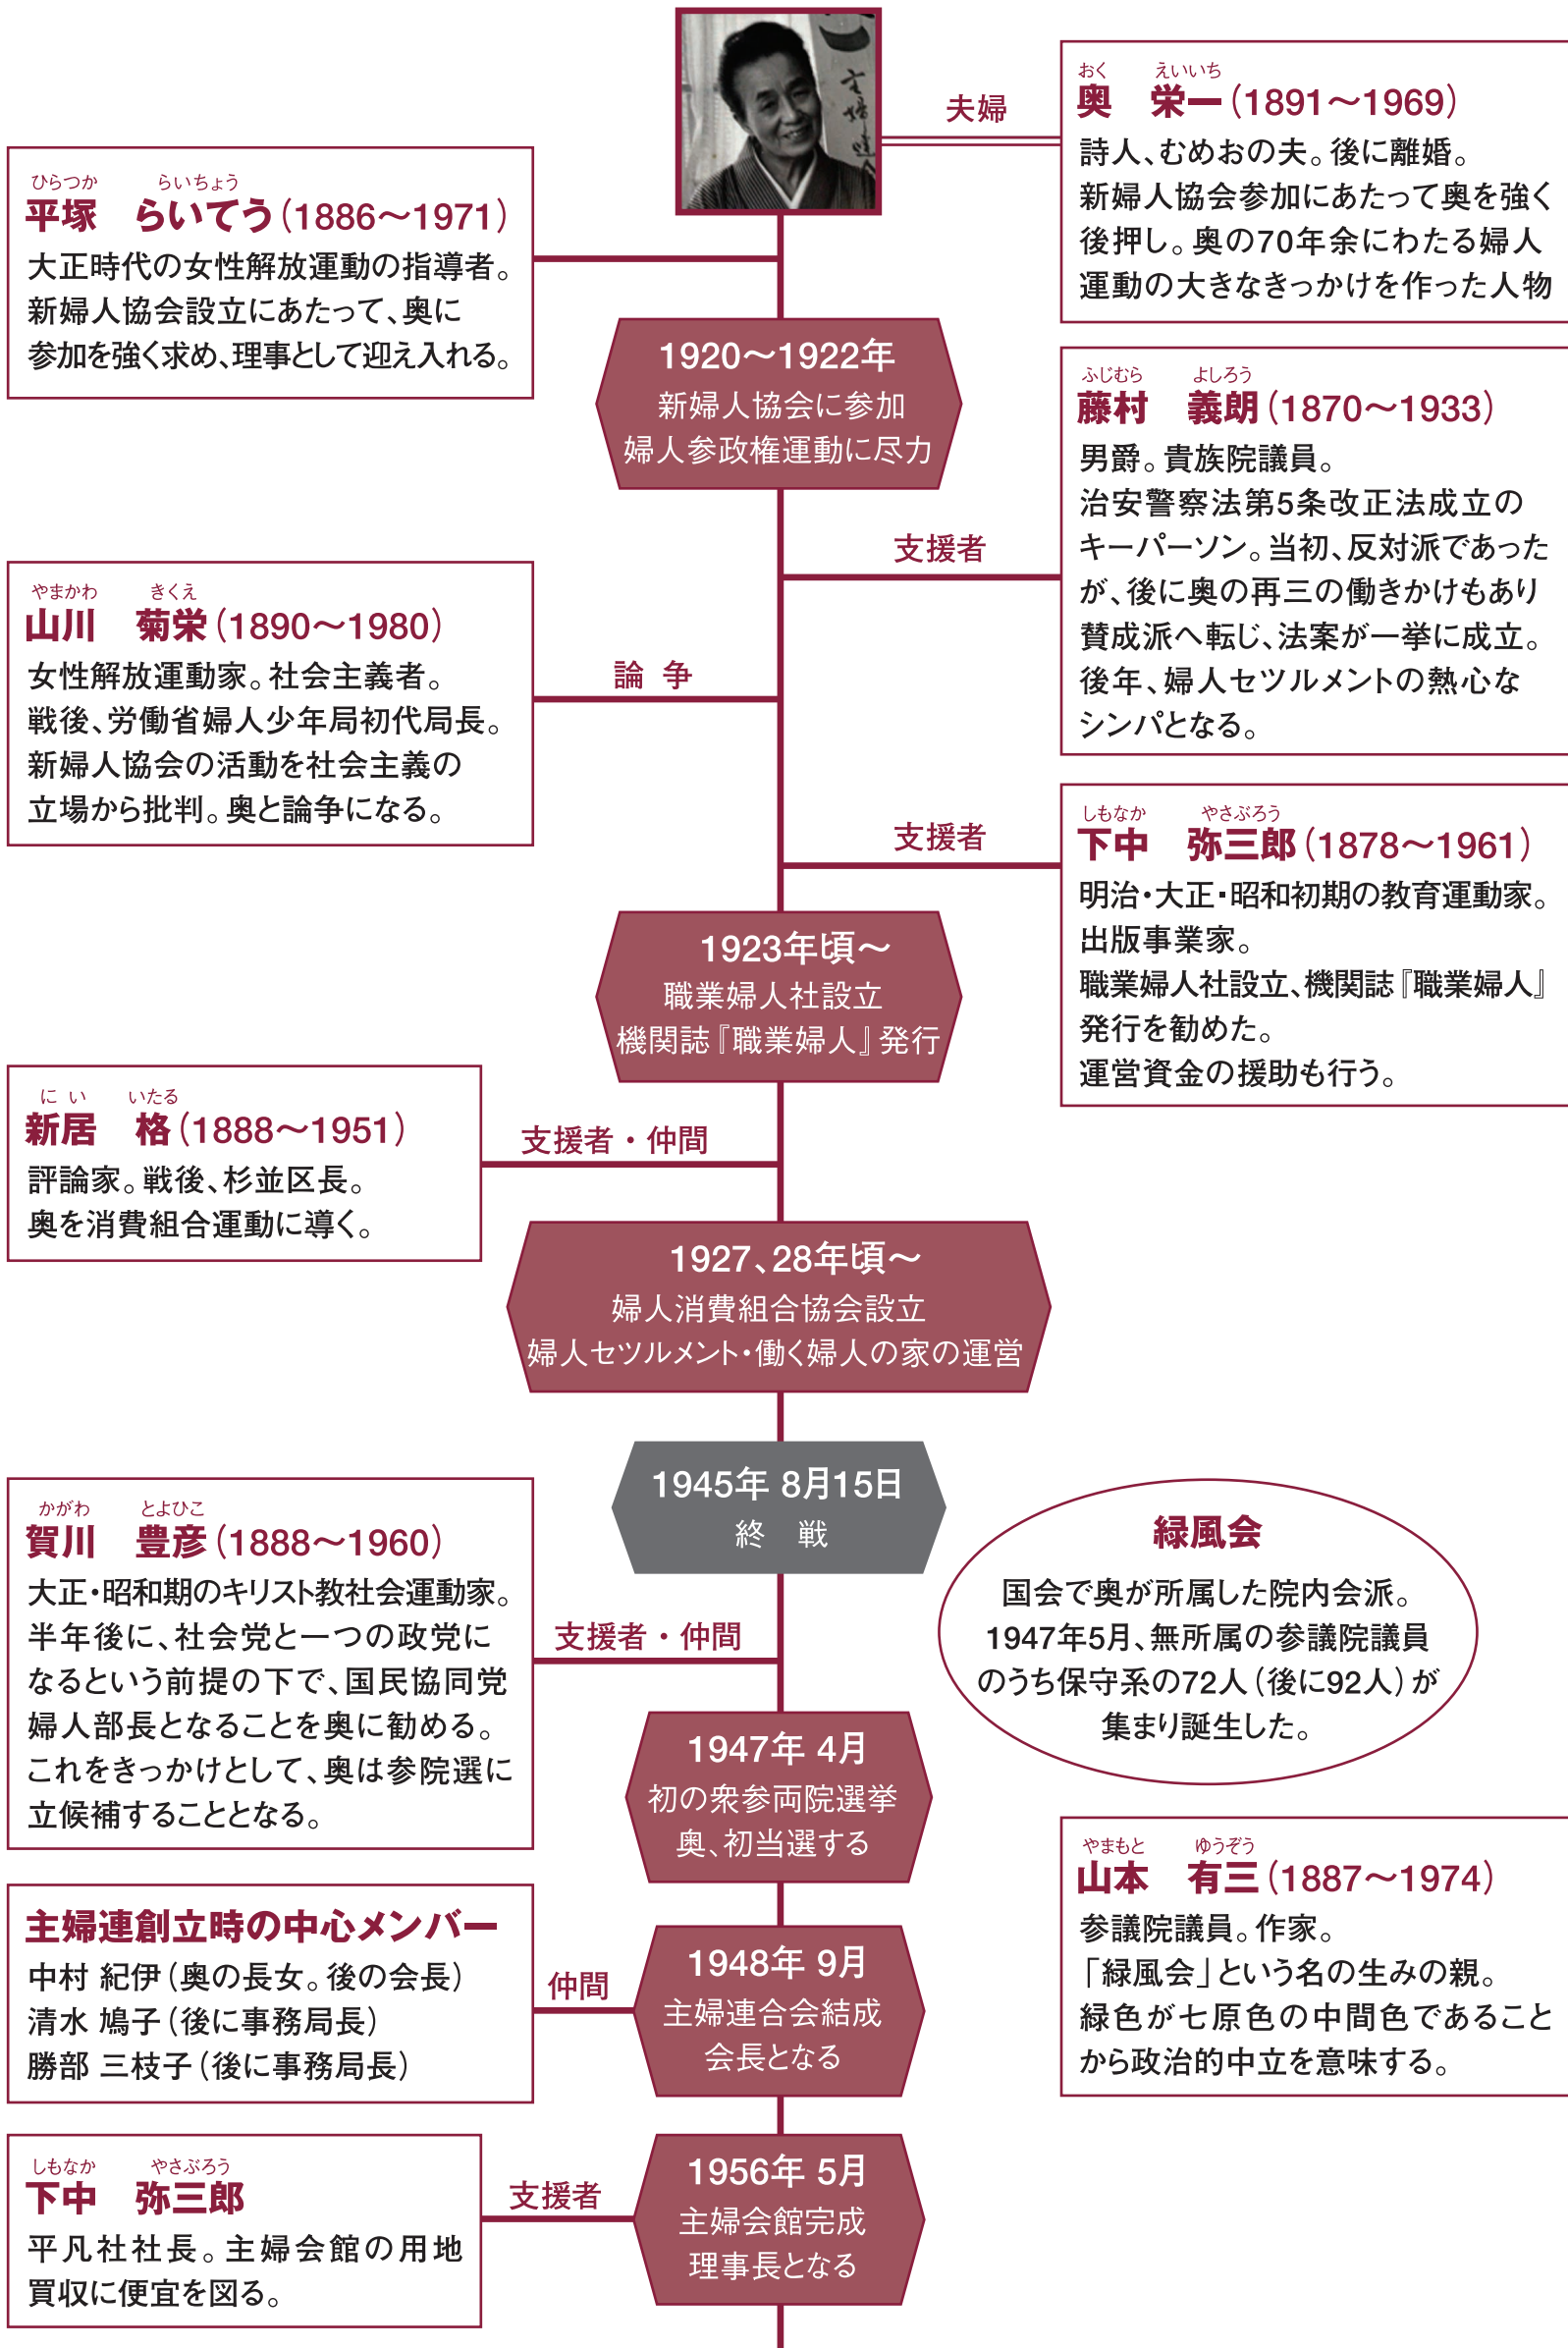 主婦連合
夫婦
おく えいいち
奥 栄一(1891〜1969)
詩人、むめおの夫。後に離婚。
新婦人協会参加にあたって奥を強く
後押し。奥の70年余にわたる婦人
運動の大きなきっかけを作った人物
ひらつか らいちょう
平塚 らいてう(1886〜1971)
大正時代の女性解放運動の指導者。
新婦人協会設立にあたって、奥に
参加を強く求め、理事として迎え入れる。
1920〜1922年
新婦人協会に参加
婦人参政権運動に尽力
支援者
ふじむら よしろう
藤村 義朗(1870〜1933)
男爵。貴族院議員。
治安警察法第5条改正法成立の
キーパーソン。当初、反対派であった
が、後に奥の再三の働きかけもあり
賛成派へ転じ、法案が一挙に成立。
後年、婦人セツルメントの熱心な
シンパとなる。
やまかわ きくえ
山川 菊栄(1890〜1980)
女性解放運動家。社会主義者。
戦後、労働省婦人少年局初代局長。
新婦人協会の活動を社会主義の
立場から批判。奥と論争になる。
論 争
支援者
しもなか やさぶろう
下中 弥三郎(1878〜1961)
明治・大正・昭和初期の教育運動家。
出版事業家。
職業婦人社設立、機関誌『職業婦人』
発行を勧めた。
運営資金の援助も行う。
1923年頃〜
職業婦人社設立
機関誌『職業婦人』発行
にい いたる
新居 格(1888〜1951)
評論家。戦後、杉並区長。
奥を消費組合運動に導く。
支援者・仲間
1927、28年頃〜
婦人消費組合協会設立
婦人セツルメント・働く婦人の家の運営
1945年 8月15日
終 戦
かがわ とよひこ
賀川 豊彦(1888〜1960)
大正・昭和期のキリスト教社会運動家。
半年後に、社会党と一つの政党に
なるという前提の下で、国民協同党
婦人部長となることを奥に勧める。
これをきっかけとして、奥は参院選に
立候補することとなる。
支援者・仲間
緑風会
国会で奥が所属した院内会派。
1947年5月、無所属の参議院議員
のうち保守系の72人(後に92人)が
集まり誕生した。
1947年 4月
初の衆参両院選挙
奥、初当選する
やまもと ゆうぞう
山本 有三(1887〜1974)
参議院議員。作家。
「緑風会」という名の生みの親。
緑色が七原色の中間色であること
から政治的中立を意味する。
主婦連創立時の中心メンバー
中村 紀伊(奥の長女。後の会長)
清水 鳩子(後に事務局長)
勝部 三枝子(後に事務局長)
仲間
1948年 9月
主婦連合会結成
会長となる
しもなか やさぶろう
下中 弥三郎
平凡社社長。主婦会館の用地
買収に便宜を図る。
支援者
1956年 5月
主婦会館完成
理事長となる